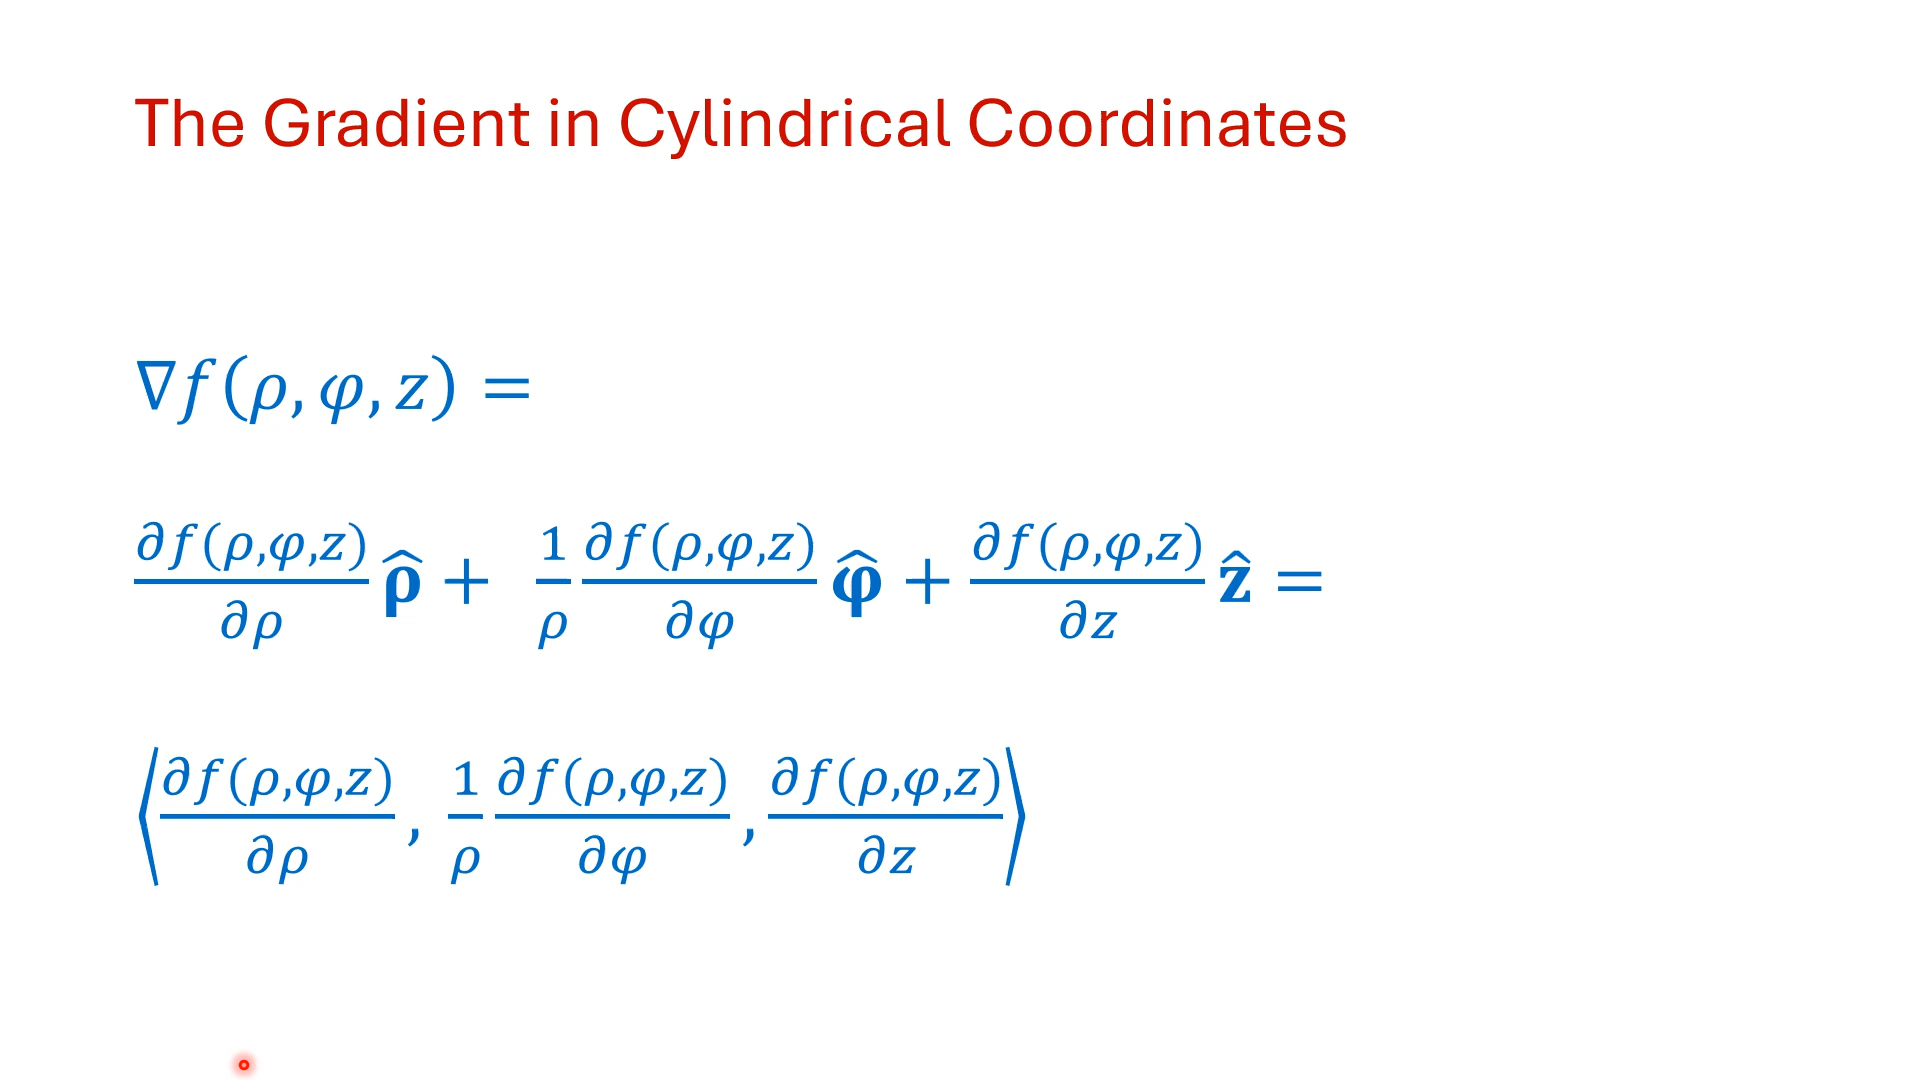 The Gradient in Cylindrical Coordinates
∇f(ρ, φ, z) =
∂f(ρ,φ,z)/∂ρ ρ̂ + 1/ρ ∂f(ρ,φ,z)/∂φ φ̂ + ∂f(ρ,φ,z)/∂z ẑ =
⟨∂f(ρ,φ,z)/∂ρ , 1/ρ ∂f(ρ,φ,z)/∂φ , ∂f(ρ,φ,z)/∂z⟩